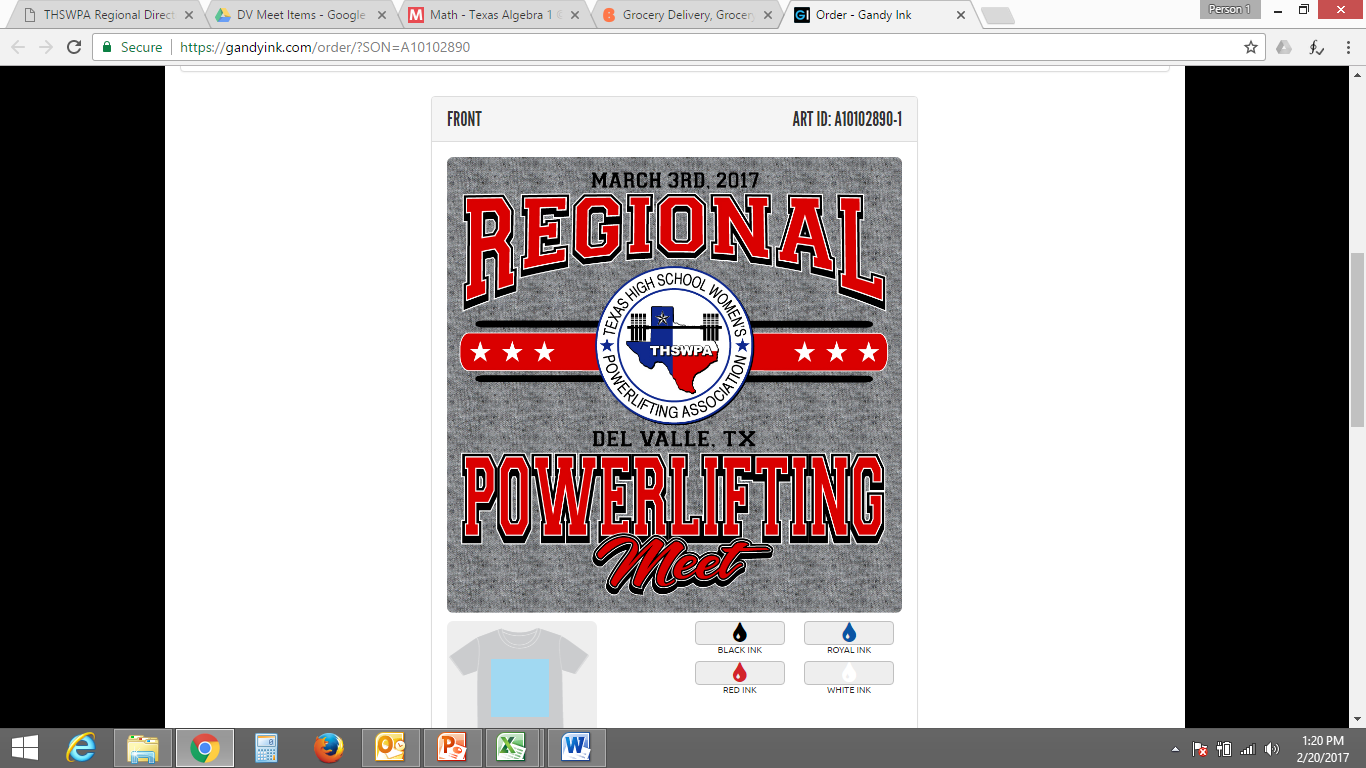 THSWPA Regional Direct
DV Meet Items - Google
Math - Texas Algebra 1
Grocery Delivery, Grocery
Order - Gandy Ink
Person 1
Secure
https://gandyink.com/order/?SON=A10102890
FRONT
ART ID: A10102890-1
MARCH 3RD, 2017
REGIONAL
TEXAS HIGH SCHOOL WOMEN'S
THSWPA
POWERLIFTING ASSOCIATION
DEL VALLE, TX
POWERLIFTING
Meet
BLACK INK
ROYAL INK
RED INK
WHITE INK
1:20 PM
2/20/2017